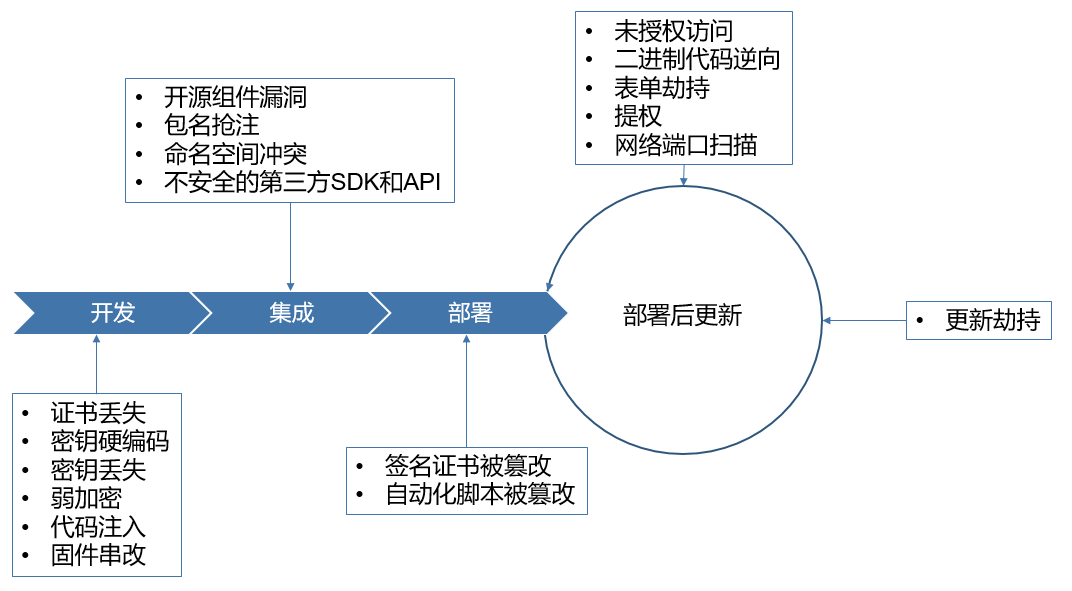 • 未授权访问
• 二进制代码逆向
• 表单劫持
• 提权
• 网络端口扫描
• 开源组件漏洞
• 包名抢注
• 命名空间冲突
• 不安全的第三方SDK和API
开发
集成
部署
部署后更新
• 更新劫持
• 证书丢失
• 密钥硬编码
• 密钥丢失
• 弱加密
• 代码注入
• 固件串改
• 签名证书被篡改
• 自动化脚本被篡改